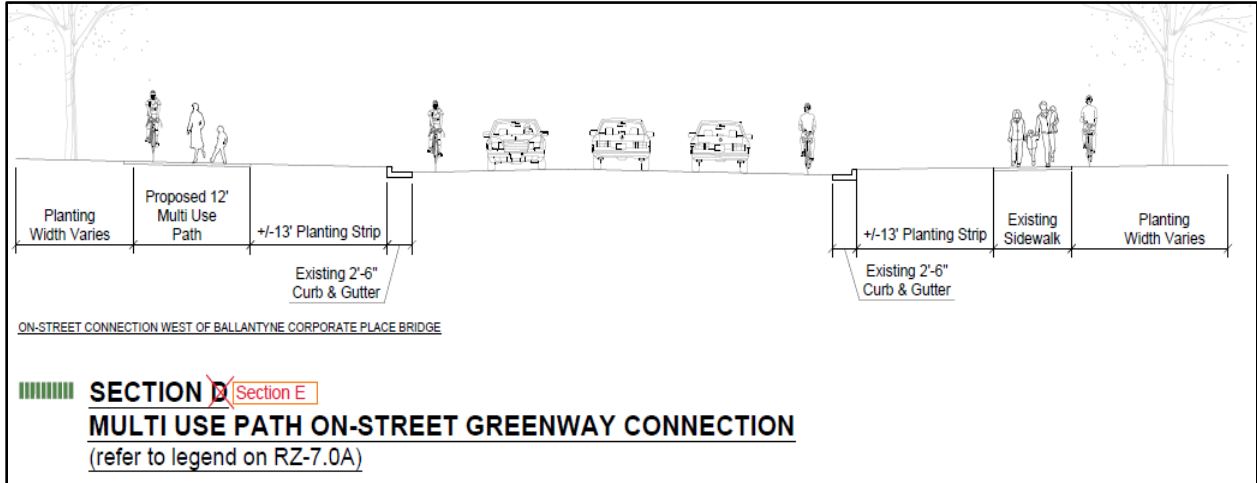 Planting
Width Varies
Proposed 12'
Multi Use
Path
+/-13' Planting Strip
Existing 2'-6"
Curb & Gutter
+/-13' Planting Strip
Existing
Sidewalk
Planting
Width Varies
Existing 2'-6"
Curb & Gutter
ON-STREET CONNECTION WEST OF BALLANTYNE CORPORATE PLACE BRIDGE
SECTION D Section E
MULTI USE PATH ON-STREET GREENWAY CONNECTION
(refer to legend on RZ-7.0A)